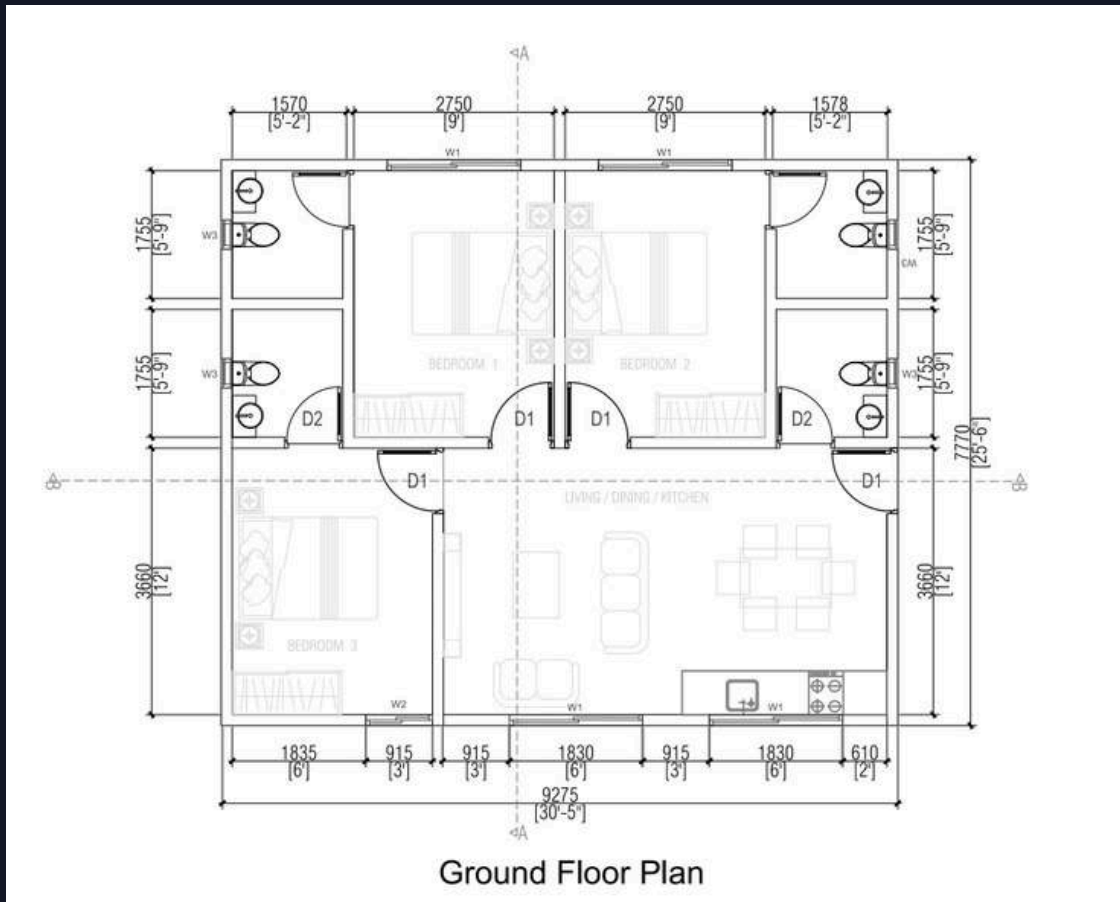 A
1570
[5'-2"]
2750
[9']
2750
[9']
1578
[5'-2"]
W1
W1
1755
[5'-9"]
W3
1755
[5'-9"]
W3
1755
[5'-9"]
W3
BEDROOM 1
BEDROOM 2
1755
[5'-9"]
W3
D2
D1
D1
D2
7770
[25'-6"]
B
D1
LIVING / DINING / KITCHEN
D1
B
3660
[12']
3660
[12']
BEDROOM 3
W2
W1
W1
1835
[6']
915
[3']
915
[3']
1830
[6']
915
[3']
1830
[6']
610
[2']
9275
[30'-5"]
A
Ground Floor Plan